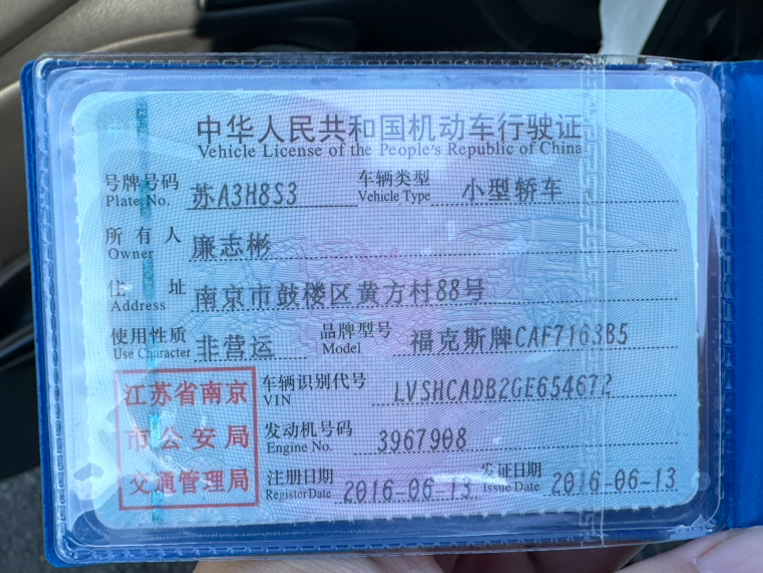 中华人民共和国机动车行驶证
Vehicle License of the People's Republic of China
号牌号码 苏A3H8S3 车辆类型 小型轿车
Plate No. Vehicle Type
所有人 廉志彬
Owner
住址 南京市鼓楼区黄方村88号
Address
使用性质 非营运 品牌型号 福克斯牌CAF7163B5
Use Character Model
江苏省南京
市公安局
交通管理局
车辆识别代号 LVSHCADB2GE654672
VIN
发动机号码 3967908
Engine No.
注册日期 2016-06-13 发证日期 2016-06-13
Register Date Issue Date